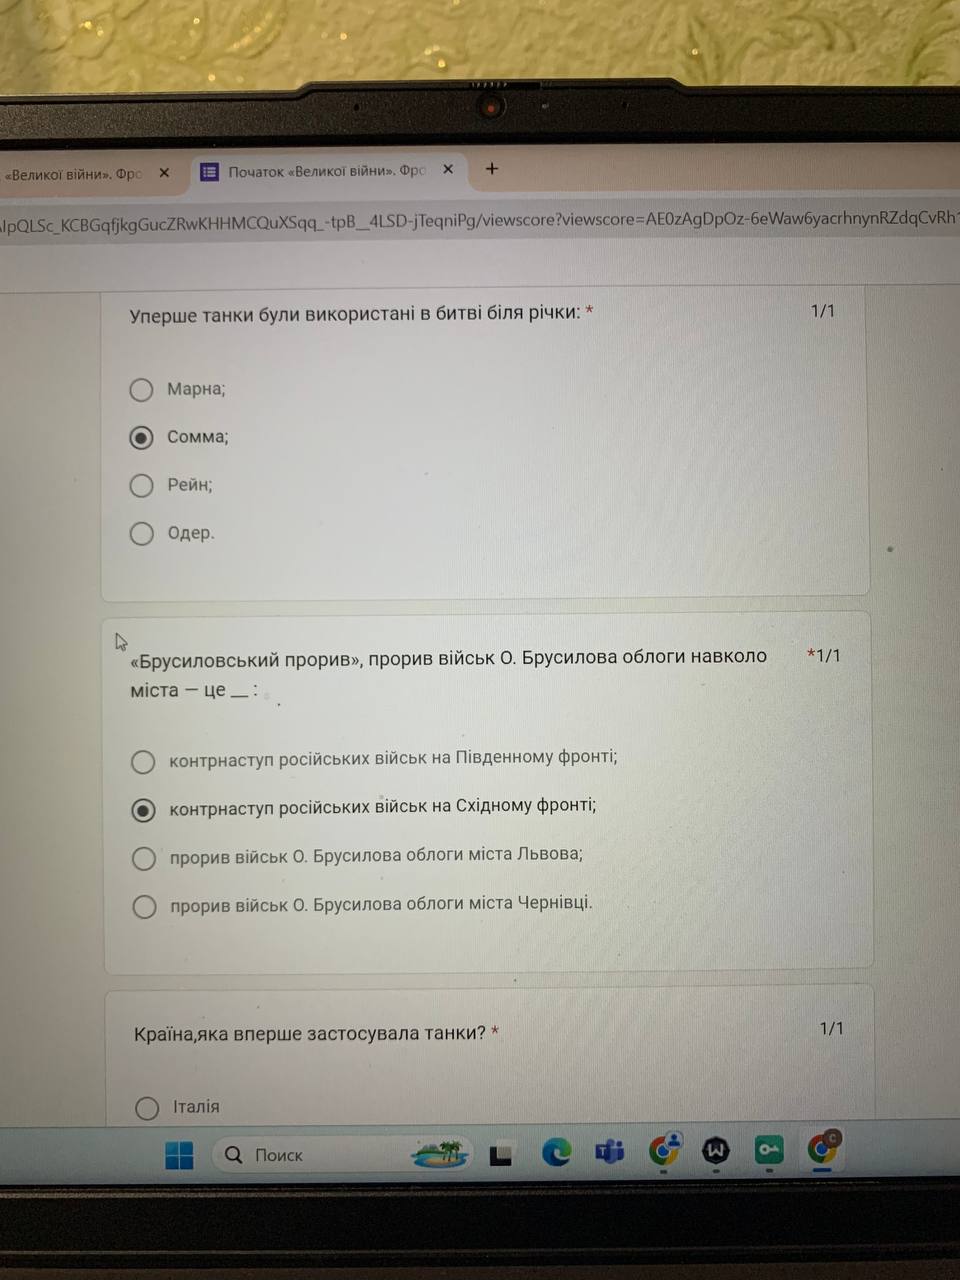 «Великої війни». Фро
Початок «Великої війни». Фро
lpQLSc_KCBGqfjkgGucZRwKHHMCQuXSqq_-tpB__4LSD-jTeqniPg/viewscore?viewscore=AE0zAgDpOz-6eWaw6yacrhnynRZdqCvRh
Уперше танки були використані в битві біля річки: * 1/1
Марна;
Сомма;
Рейн;
Одер.
«Брусиловський прорив», прорив військ О. Брусилова облоги навколо *1/1
міста — це __ :
контрнаступ російських військ на Південному фронті;
контрнаступ російських військ на Східному фронті;
прорив військ О. Брусилова облоги міста Львова;
прорив військ О. Брусилова облоги міста Чернівці.
Країна,яка вперше застосувала танки? * 1/1
Італія
Поиск